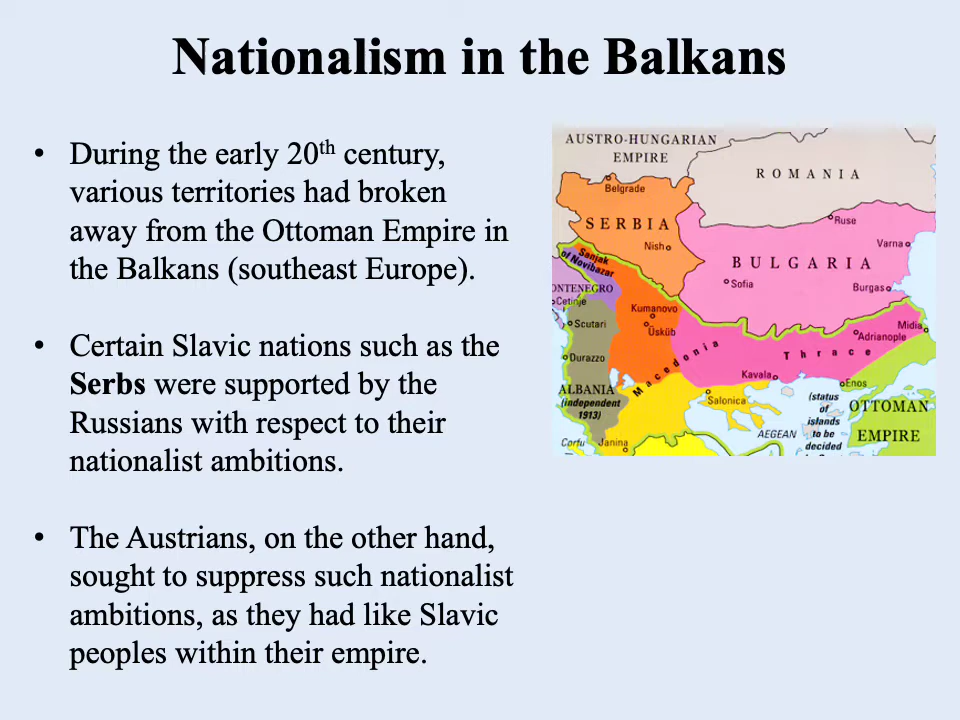 Nationalism in the Balkans
• During the early 20th century,
various territories had broken
away from the Ottoman Empire in
the Balkans (southeast Europe).
• Certain Slavic nations such as the
Serbs were supported by the
Russians with respect to their
nationalist ambitions.
• The Austrians, on the other hand,
sought to suppress such nationalist
ambitions, as they had like Slavic
peoples within their empire.
AUSTRO-HUNGARIAN
EMPIRE
ROMANIA
Belgrade
SERBIA
Ruse
Nish
Varna
Sanjak
of Novibazar
BULGARIA
Sofia
Burgas
ONTENEGRO
Cetinje
Kumanovo
Scutari
Üsküb
Midia
Adrianople
Durazzo
Macedonia
Thrace
Kavala
Enos
ALBANIA
(independent
1913)
Salonica
(status
of
islands
to be
decided
OTTOMAN
EMPIRE
AEGEAN
Corfu
Janina